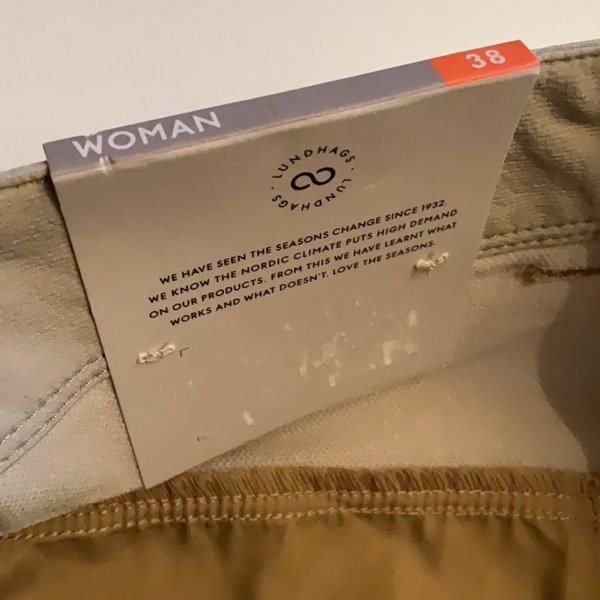 WOMAN 38
LUNDHAGS · LUNDHAGS ·
WE HAVE SEEN THE SEASONS CHANGE SINCE 1932.
WE KNOW THE NORDIC CLIMATE PUTS HIGH DEMAND
ON OUR PRODUCTS. FROM THIS WE HAVE LEARNT WHAT
WORKS AND WHAT DOESN'T. LOVE THE SEASONS.